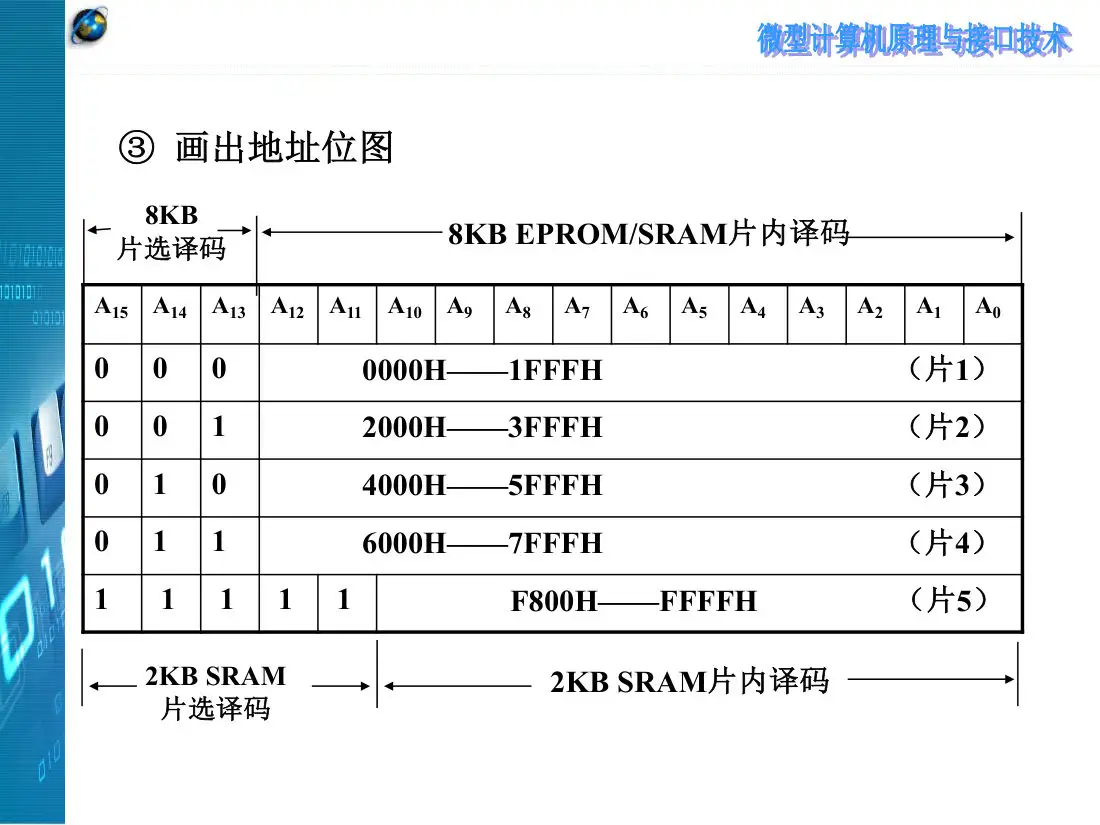 微型计算机原理与接口技术
③ 画出地址位图
8KB
片选译码
8KB EPROM/SRAM片内译码
A15 A14 A13 A12 A11 A10 A9 A8 A7 A6 A5 A4 A3 A2 A1 A0
0 0 0 0000H——1FFFH （片1）
0 0 1 2000H——3FFFH （片2）
0 1 0 4000H——5FFFH （片3）
0 1 1 6000H——7FFFH （片4）
1 1 1 1 1 F800H——FFFFH （片5）
2KB SRAM
片选译码
2KB SRAM片内译码